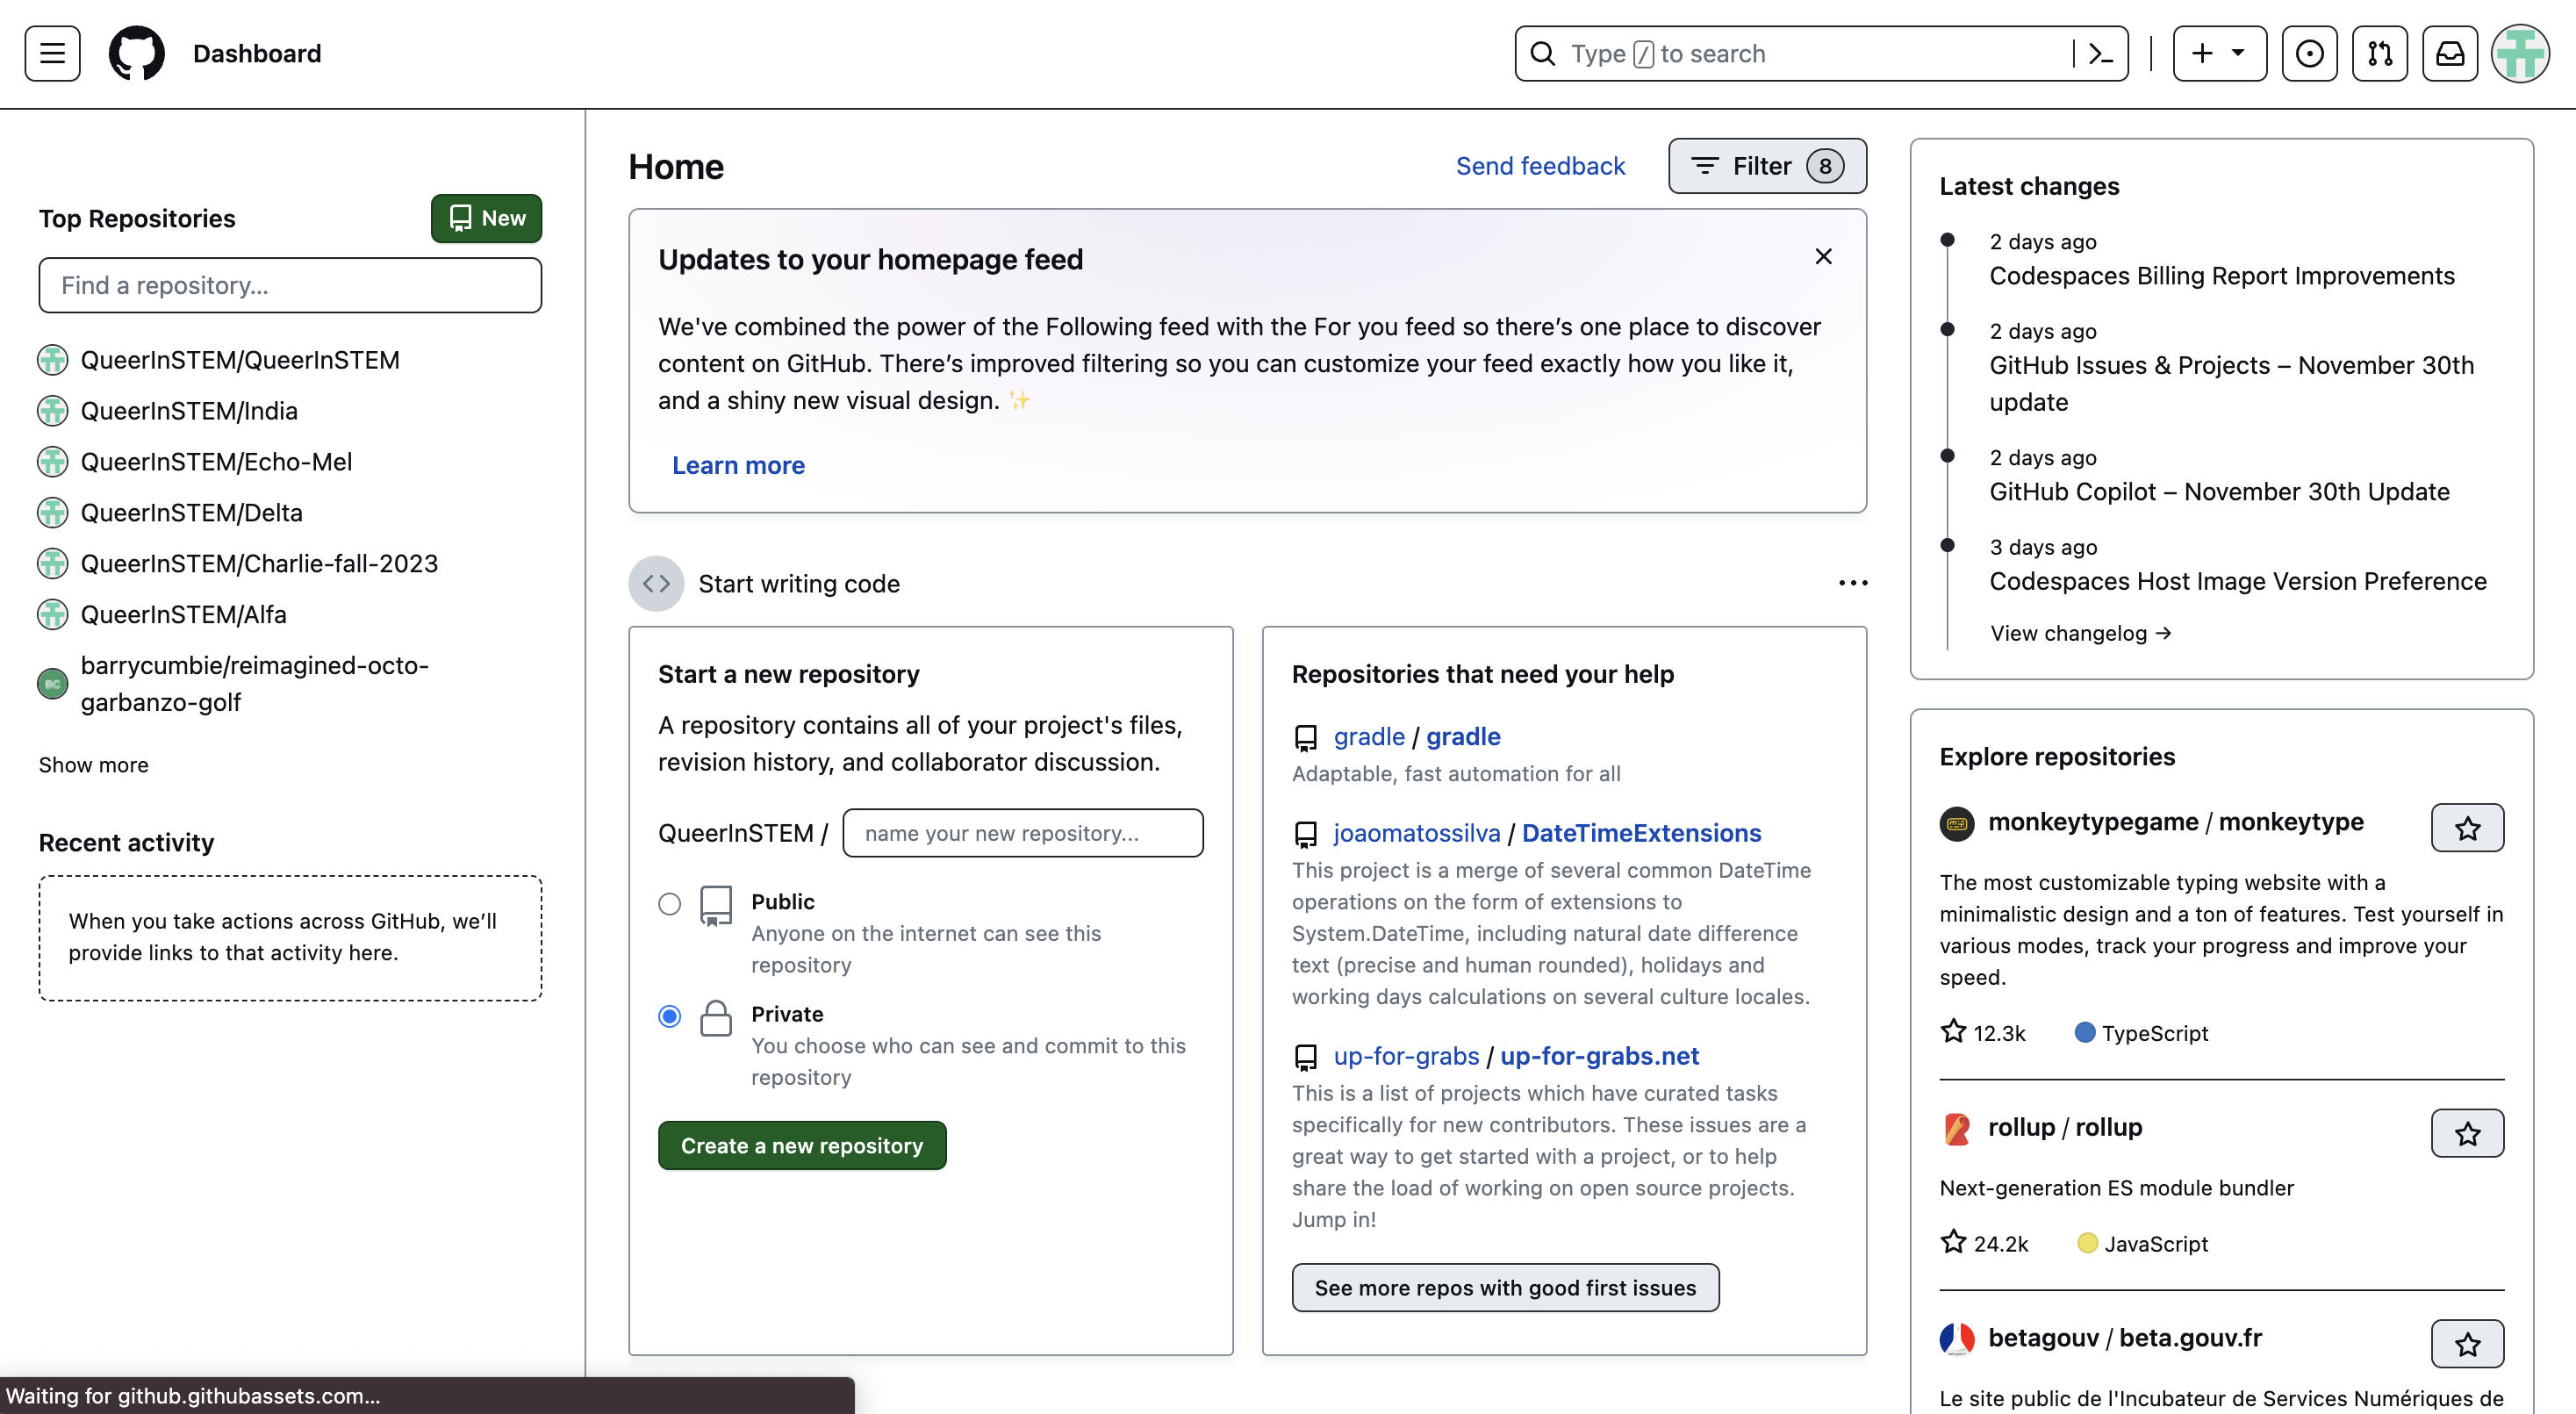 Dashboard
Type / to search
Top Repositories
New
Find a repository...
QueerInSTEM/QueerInSTEM
QueerInSTEM/India
QueerInSTEM/Echo-Mel
QueerInSTEM/Delta
QueerInSTEM/Charlie-fall-2023
QueerInSTEM/Alfa
BC
barrycumbie/reimagined-octo-
garbanzo-golf
Show more
Recent activity
When you take actions across GitHub, we’ll
provide links to that activity here.
Home
Send feedback
Filter 8
Updates to your homepage feed
We've combined the power of the Following feed with the For you feed so there’s one place to discover
content on GitHub. There’s improved filtering so you can customize your feed exactly how you like it,
and a shiny new visual design. ✨
Learn more
Start writing code
Start a new repository
A repository contains all of your project's files,
revision history, and collaborator discussion.
QueerInSTEM / name your new repository...
Public
Anyone on the internet can see this
repository
Private
You choose who can see and commit to this
repository
Create a new repository
Repositories that need your help
gradle / gradle
Adaptable, fast automation for all
joaomatossilva / DateTimeExtensions
This project is a merge of several common DateTime
operations on the form of extensions to
System.DateTime, including natural date difference
text (precise and human rounded), holidays and
working days calculations on several culture locales.
up-for-grabs / up-for-grabs.net
This is a list of projects which have curated tasks
specifically for new contributors. These issues are a
great way to get started with a project, or to help
share the load of working on open source projects.
Jump in!
See more repos with good first issues
Latest changes
2 days ago
Codespaces Billing Report Improvements
2 days ago
GitHub Issues & Projects – November 30th
update
2 days ago
GitHub Copilot – November 30th Update
3 days ago
Codespaces Host Image Version Preference
View changelog →
Explore repositories
monkeytypegame / monkeytype
The most customizable typing website with a
minimalistic design and a ton of features. Test yourself in
various modes, track your progress and improve your
speed.
12.3k TypeScript
rollup / rollup
Next-generation ES module bundler
24.2k JavaScript
betagouv / beta.gouv.fr
Le site public de l'Incubateur de Services Numériques de
Waiting for github.githubassets.com...